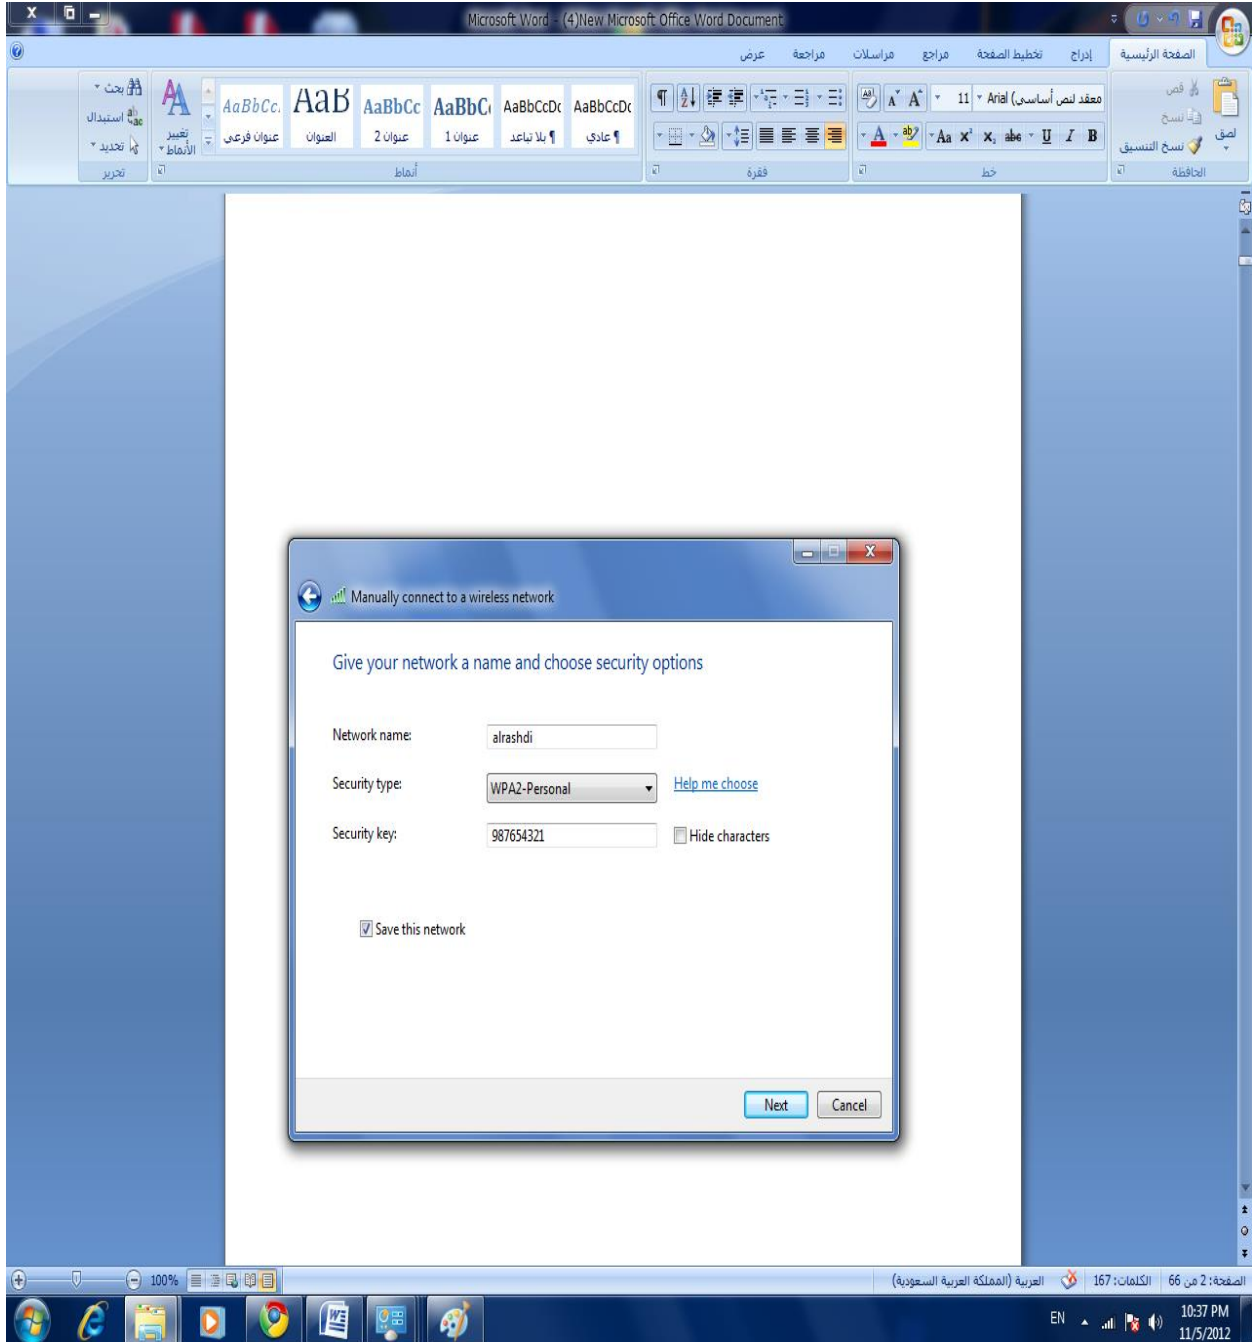 Microsoft Word - (4)New Microsoft Office Word Document
الصفحة الرئيسية إدراج تخطيط الصفحة مراجع مراسلات مراجعة عرض
لصق
قص
نسخ
نسخ التنسيق
الحافظة
معقد لنص أساسي) Arial 11
B I U abe x, x Aa
خط
فقرة
AaBbCcDc AaBbCcDc AaBbC AaBbCc AaB AaBbCc.
¶ عادي ¶ بلا تباعد عنوان 1 عنوان 2 العنوان عنوان فرعي
تغيير الأنماط
أنماط
بحث
استبدال
تحديد
تحرير
Manually connect to a wireless network
Give your network a name and choose security options
Network name: alrashdi
Security type: WPA2-Personal Help me choose
Security key: 987654321 Hide characters
Save this network
Next Cancel
الصفحة: 2 من 66 الكلمات: 167 العربية (المملكة العربية السعودية)
100%
EN 10:37 PM
11/5/2012